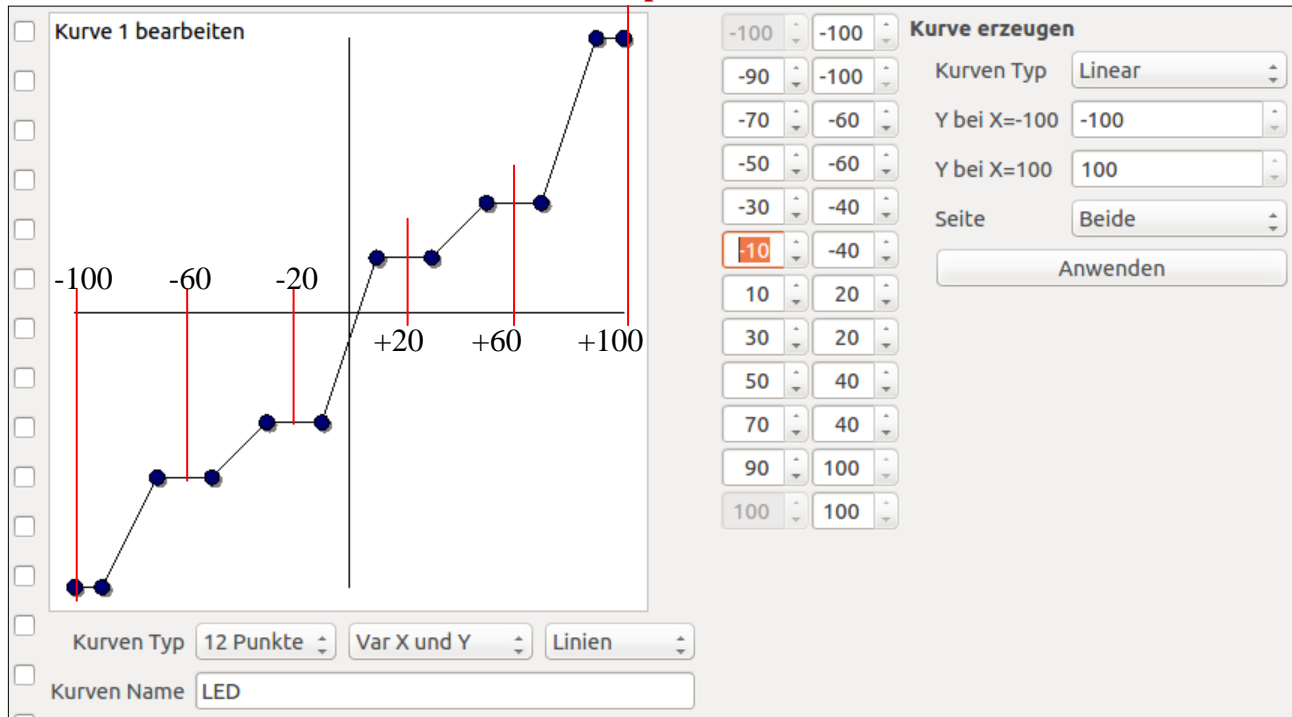 Kurve 1 bearbeiten
-100
-60
-20
+20
+60
+100
Kurven Typ 12 Punkte Var X und Y Linien
Kurven Name LED
-100 -100
-90 -100
-70 -60
-50 -60
-30 -40
-10 -40
10 20
30 20
50 40
70 40
90 100
100 100
Kurve erzeugen
Kurven Typ Linear
Y bei X=-100 -100
Y bei X=100 100
Seite Beide
Anwenden